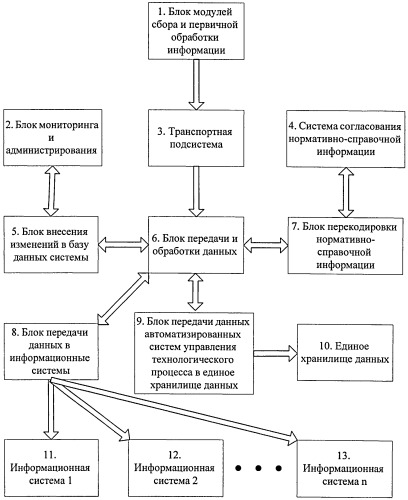 1. Блок модулей
сбора и первичной
обработки
информации
2. Блок мониторинга
и
администрирования
3. Транспортная
подсистема
4. Система согласования
нормативно-справочной
информации
5. Блок внесения
изменений в базу
данных системы
6. Блок передачи и
обработки данных
7. Блок перекодировки
нормативно-
справочной
информации
8. Блок передачи
данных в
информационные
системы
9. Блок передачи данных
автоматизированных
систем управления
технологического
процесса в единое
хранилище данных
10. Единое
хранилище данных
11.
Информационная
система 1
12.
Информационная
система 2
13.
Информационная
система n